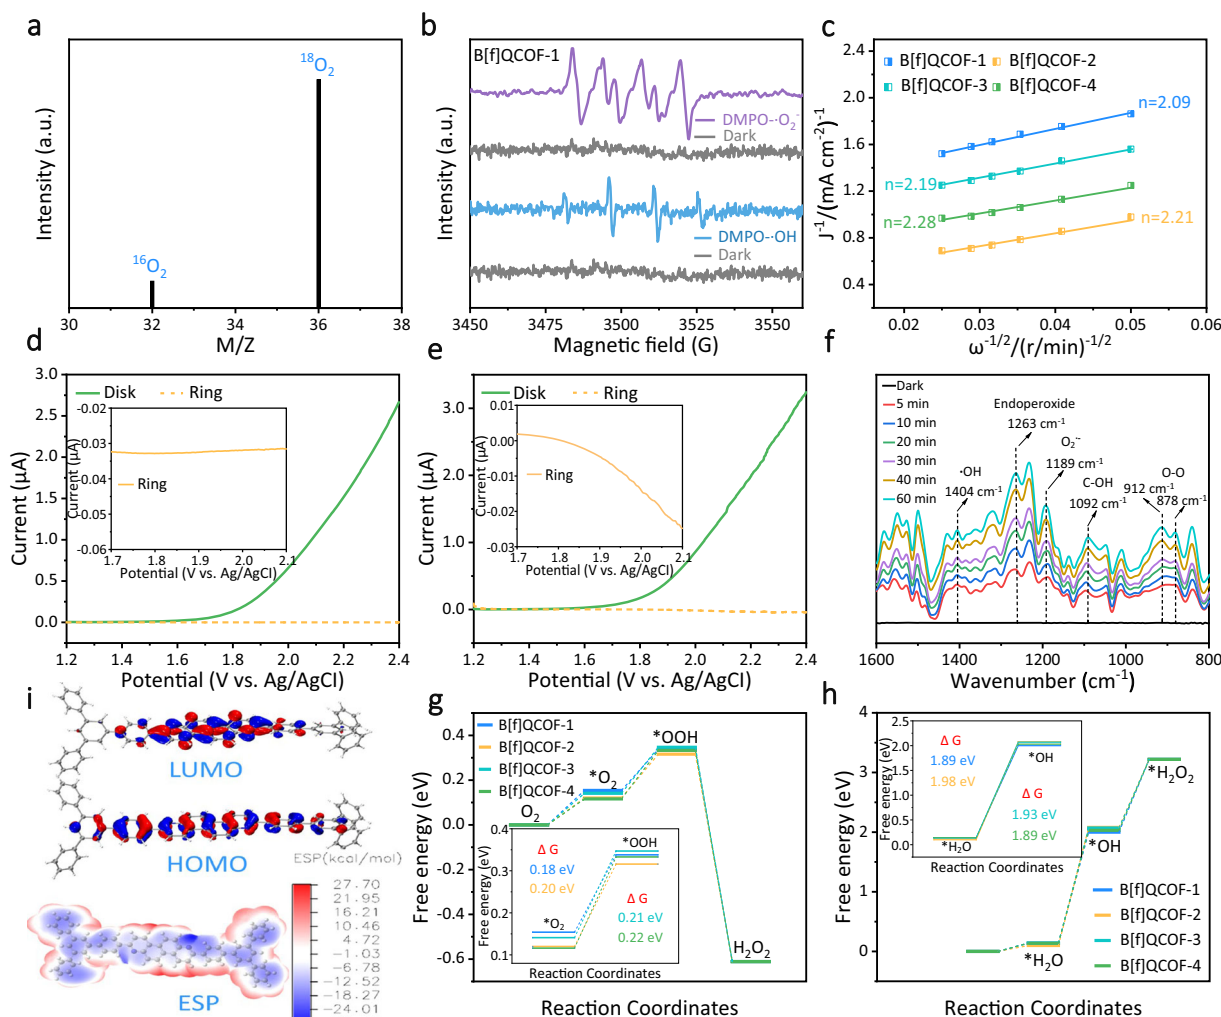 a
Intensity (a.u.)
¹⁸O₂
¹⁶O₂
30 32 34 36 38
M/Z
b
B[f]QCOF-1
Intensity (a.u.)
DMPO-·O₂⁻
Dark
DMPO-·OH
Dark
3450 3480 3510 3540
Magnetic field (G)
c
J⁻¹/(mA cm⁻²)⁻¹
2.4
1.8
1.2
0.6
B[f]QCOF-1 B[f]QCOF-2
B[f]QCOF-3 B[f]QCOF-4
n=2.09
n=2.19
n=2.28
n=2.21
0.02 0.03 0.04 0.05 0.06
ω⁻¹/²/(r/min)⁻¹/²
d
Current (μA)
3.0
2.5
2.0
1.5
1.0
0.5
0.0
Disk Ring
-0.02
-0.03
-0.04
-0.05
-0.06
Current (μA)
Ring
1.7 1.8 1.9 2.0 2.1
Potential (V vs. Ag/AgCl)
1.2 1.4 1.6 1.8 2.0 2.2 2.4
Potential (V vs. Ag/AgCl)
e
Current (μA)
3
2
1
0
Disk Ring
0.01
0.00
-0.01
-0.02
-0.03
Current (μA)
Ring
1.7 1.8 1.9 2.0 2.1
Potential (V vs. Ag/AgCl)
1.2 1.4 1.6 1.8 2.0 2.2 2.4
Potential (V vs. Ag/AgCl)
f
Dark
5 min
10 min
20 min
30 min
40 min
60 min
Endoperoxide
1263 cm⁻¹
O₂·⁻
1189 cm⁻¹
·OH
1404 cm⁻¹
C-OH
1092 cm⁻¹
O-O
912 cm⁻¹
878 cm⁻¹
1600 1400 1200 1000 800
Wavenumber (cm⁻¹)
i
LUMO
HOMO
ESP(kcal/mol)
27.70
21.95
16.21
10.46
4.72
-1.03
-6.78
-12.52
-18.27
-24.01
ESP
g
Free energy (eV)
0.4
0.2
0.0
-0.2
-0.4
-0.6
B[f]QCOF-1
B[f]QCOF-2
B[f]QCOF-3
B[f]QCOF-4
O₂
*O₂
*OOH
H₂O₂
Free energy (eV)
0.4
0.3
0.2
0.1
Δ G
0.18 eV
0.20 eV
*O₂
*OOH
Δ G
0.21 eV
0.22 eV
Reaction Coordinates
Reaction Coordinates
h
Free energy (eV)
4
3
2
1
0
Free energy (eV)
2.5
2.0
1.5
1.0
0.5
0.0
Δ G
1.89 eV
1.98 eV
*OH
Δ G
1.93 eV
1.89 eV
*H₂O
Reaction Coordinates
*H₂O₂
*OH
*H₂O
B[f]QCOF-1
B[f]QCOF-2
B[f]QCOF-3
B[f]QCOF-4
Reaction Coordinates